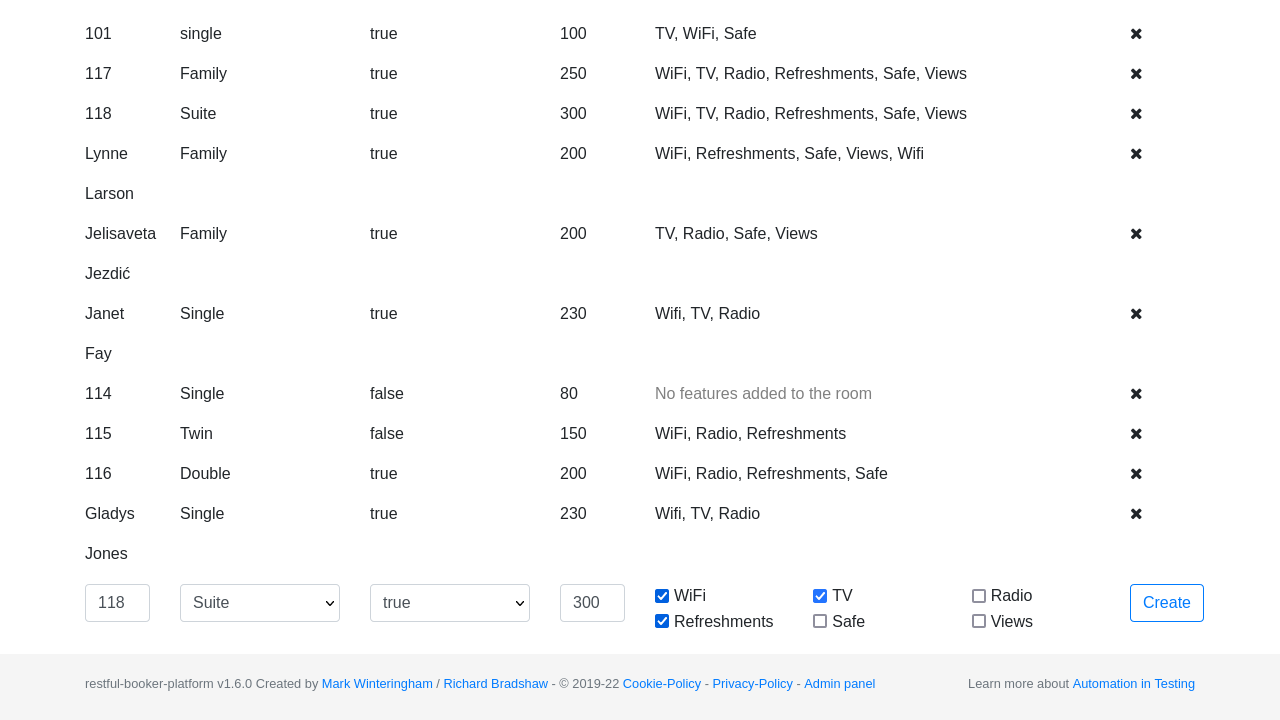 101 single true 100 TV, WiFi, Safe
117 Family true 250 WiFi, TV, Radio, Refreshments, Safe, Views
118 Suite true 300 WiFi, TV, Radio, Refreshments, Safe, Views
Lynne Family true 200 WiFi, Refreshments, Safe, Views, Wifi
Larson
Jelisaveta Family true 200 TV, Radio, Safe, Views
Jezdić
Janet Single true 230 Wifi, TV, Radio
Fay
114 Single false 80 No features added to the room
115 Twin false 150 WiFi, Radio, Refreshments
116 Double true 200 WiFi, Radio, Refreshments, Safe
Gladys Single true 230 Wifi, TV, Radio
Jones
118 Suite true 300 WiFi TV Radio Create
Refreshments Safe Views
restful-booker-platform v1.6.0 Created by Mark Winteringham / Richard Bradshaw - © 2019-22 Cookie-Policy - Privacy-Policy - Admin panel Learn more about Automation in Testing